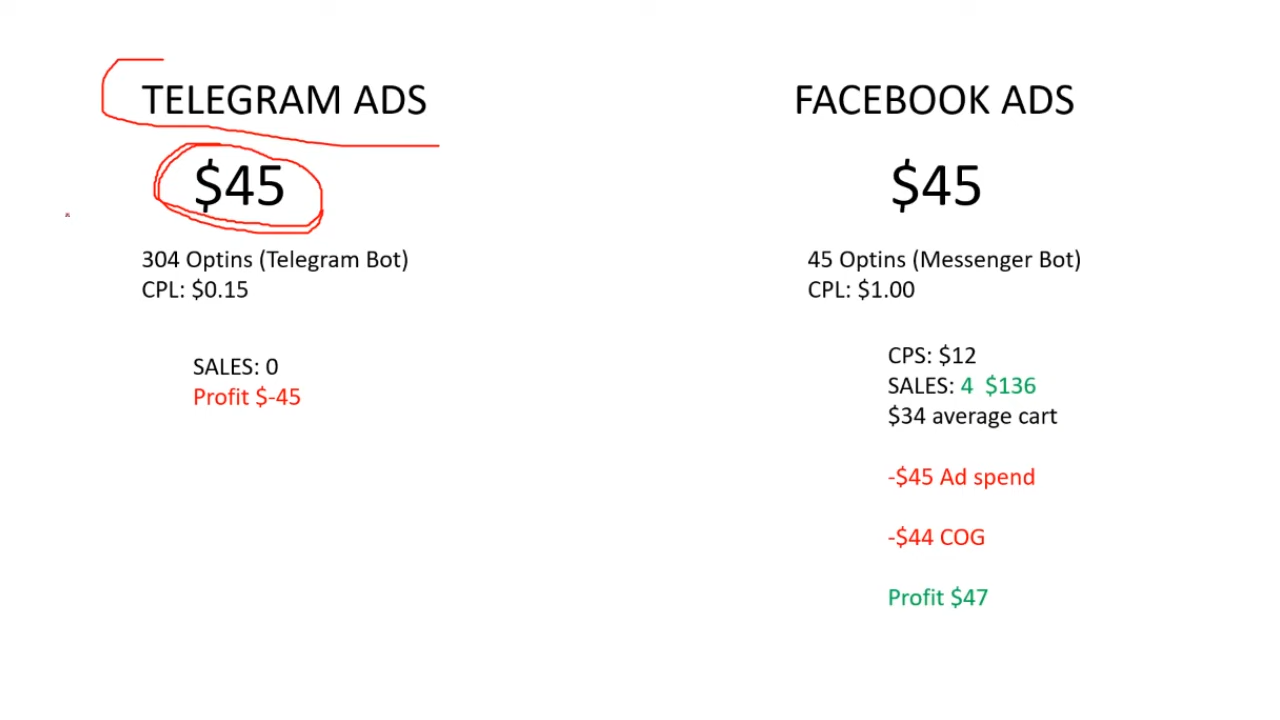 TELEGRAM ADS
$45
304 Optins (Telegram Bot)
CPL: $0.15
SALES: 0
Profit $-45
FACEBOOK ADS
$45
45 Optins (Messenger Bot)
CPL: $1.00
CPS: $12
SALES: 4 $136
$34 average cart
-$45 Ad spend
-$44 COG
Profit $47